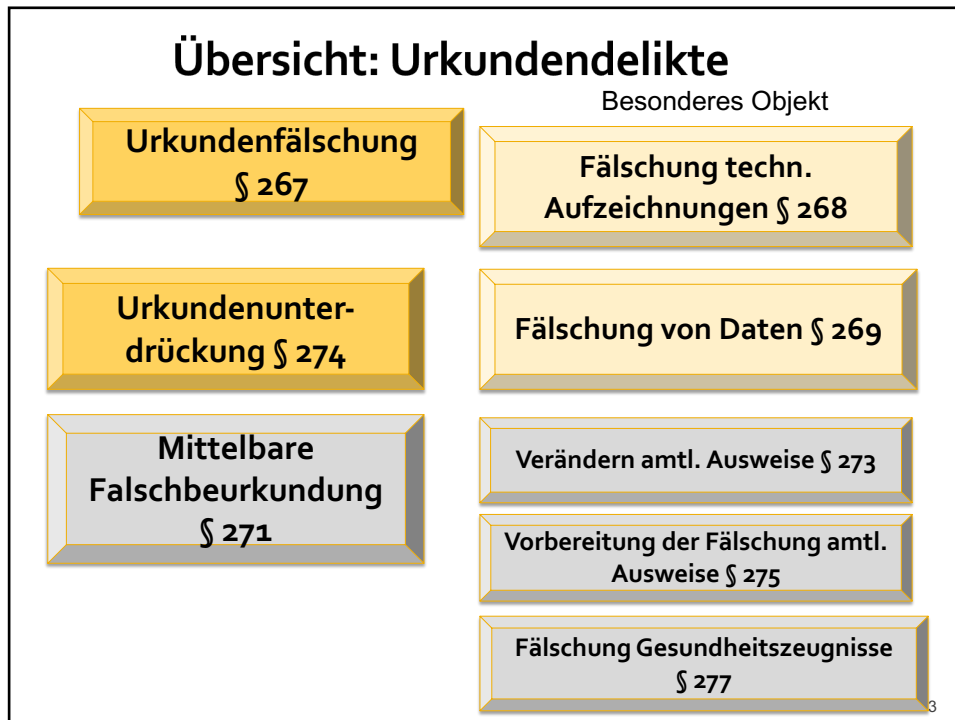 Übersicht: Urkundendelikte
Besonderes Objekt
Urkundenfälschung
§ 267
Fälschung techn.
Aufzeichnungen § 268
Urkundenunter-
drückung § 274
Fälschung von Daten § 269
Mittelbare
Falschbeurkundung
§ 271
Verändern amtl. Ausweise § 273
Vorbereitung der Fälschung amtl.
Ausweise § 275
Fälschung Gesundheitszeugnisse
§ 277
3